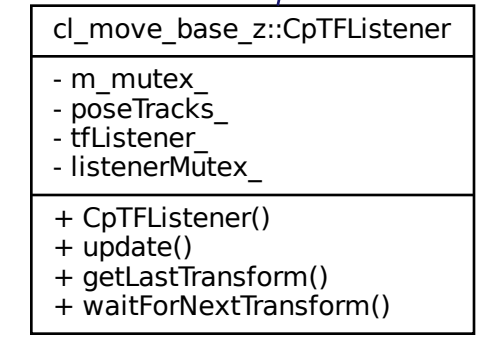 cl_move_base_z::CpTFListener
- m_mutex_
- poseTracks_
- tfListener_
- listenerMutex_
+ CpTFListener()
+ update()
+ getLastTransform()
+ waitForNextTransform()